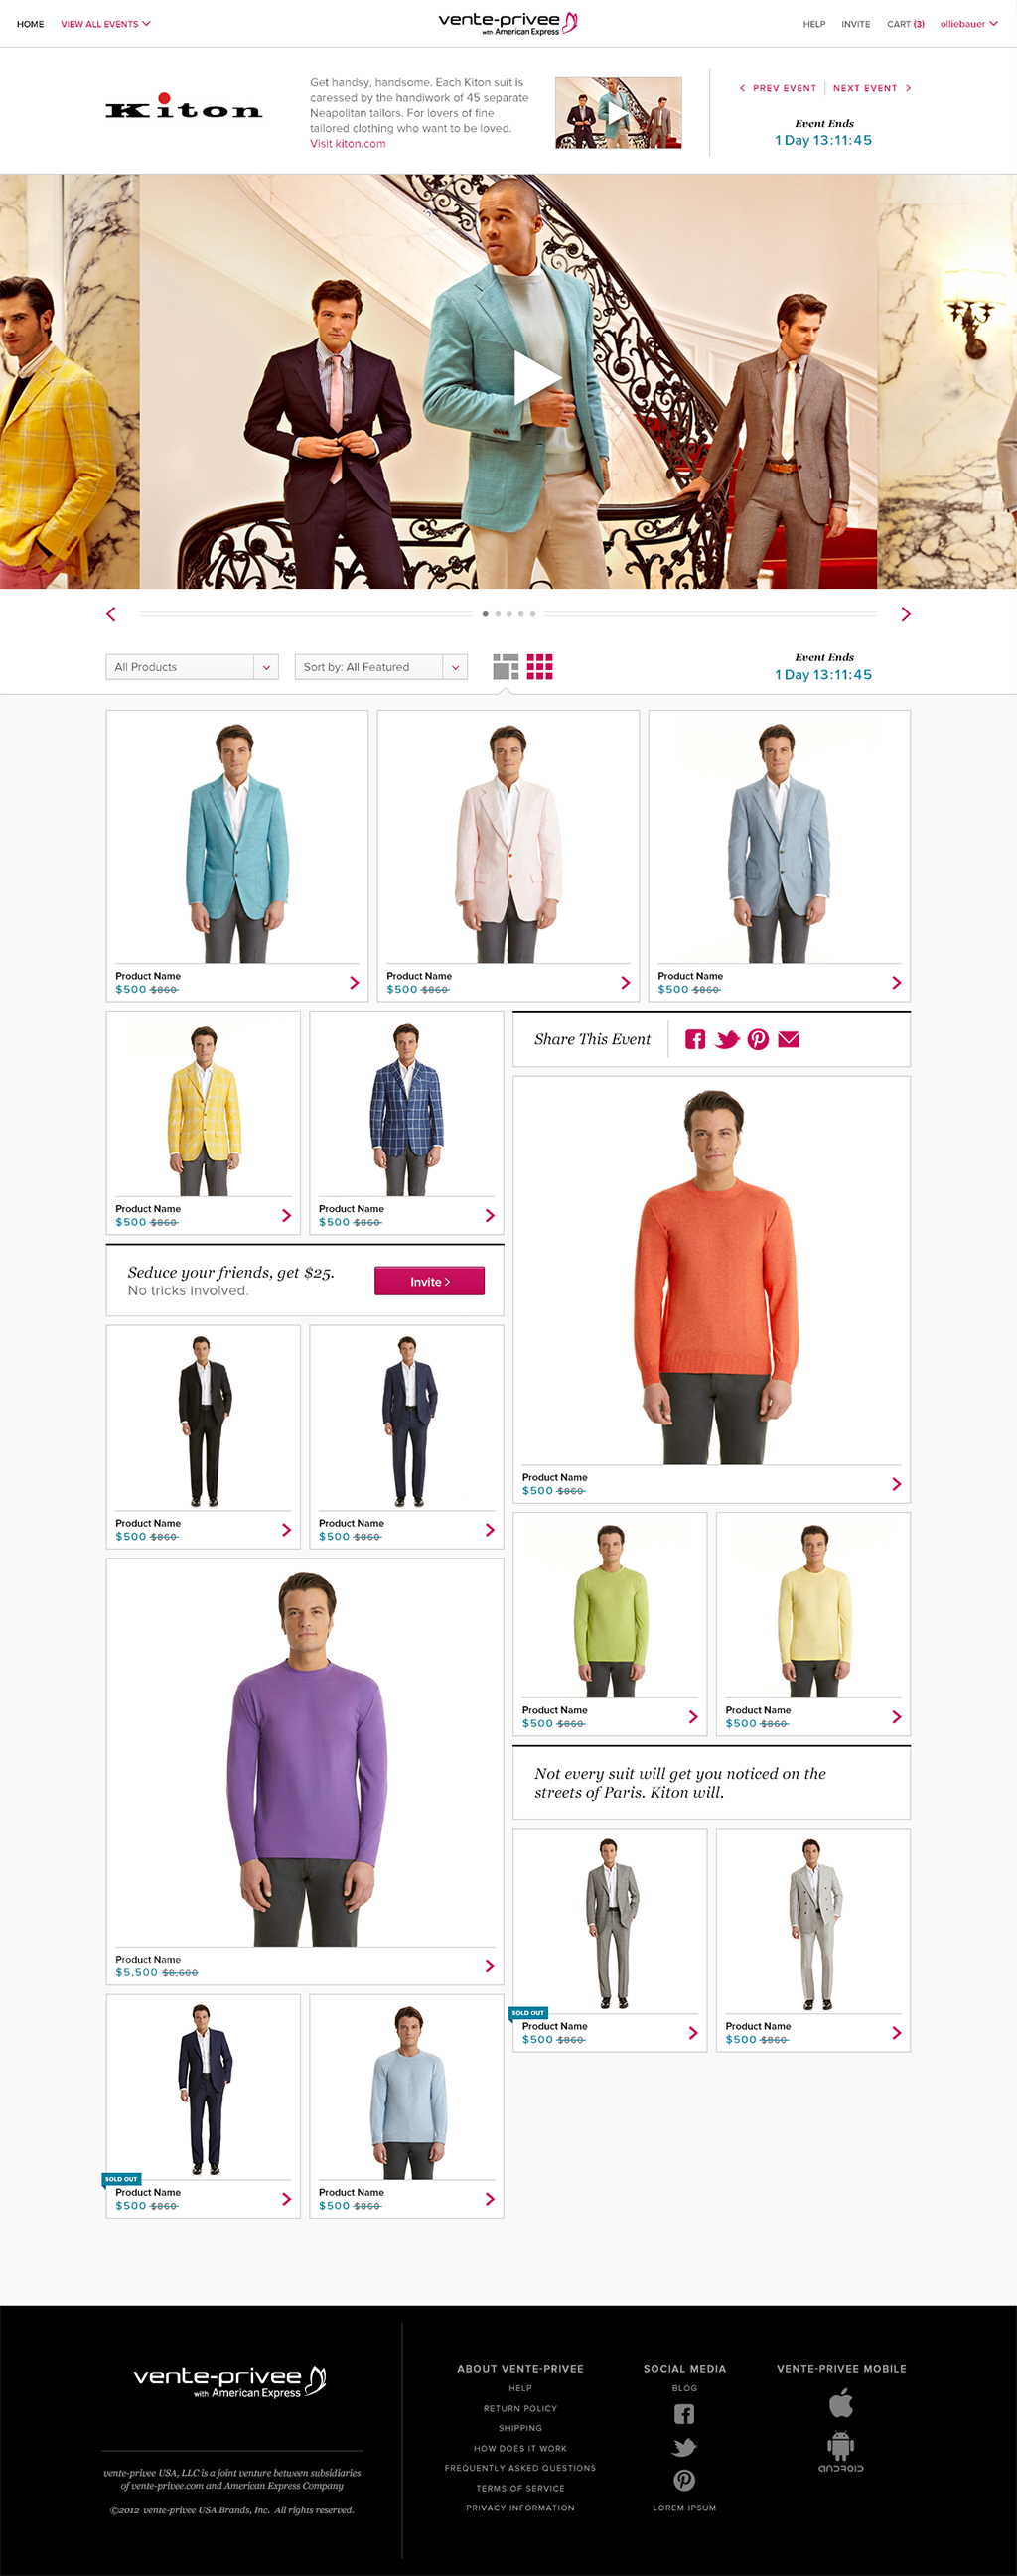 HOME
VIEW ALL EVENTS
vente-privee
with American Express
HELP
INVITE
CART (3)
olliebauer
Kiton
Get handsy, handsome. Each Kiton suit is
caressed by the handiwork of 45 separate
Neapolitan tailors. For lovers of fine
tailored clothing who want to be loved.
Visit kiton.com
PREV EVENT
NEXT EVENT
Event Ends
1 Day 13:11:45
All Products
Sort by: All Featured
Event Ends
1 Day 13:11:45
Product Name
$500 $860
Product Name
$500 $860
Product Name
$500 $860
Product Name
$500 $860
Product Name
$500 $860
Share This Event
Seduce your friends, get $25.
No tricks involved.
Invite >
Product Name
$500 $860
Product Name
$500 $860
Product Name
$500 $860
Product Name
$500 $860
Product Name
$500 $860
Product Name
$5,500 $8,600
Not every suit will get you noticed on the
streets of Paris. Kiton will.
SOLD OUT
Product Name
$500 $860
Product Name
$500 $860
SOLD OUT
Product Name
$500 $860
Product Name
$500 $860
vente-privee
with American Express
vente-privee USA, LLC is a joint venture between subsidiaries
of vente-privee.com and American Express Company
©2012 vente-privee USA Brands, Inc. All rights reserved.
ABOUT VENTE-PRIVEE
HELP
RETURN POLICY
SHIPPING
HOW DOES IT WORK
FREQUENTLY ASKED QUESTIONS
TERMS OF SERVICE
PRIVACY INFORMATION
SOCIAL MEDIA
BLOG
LOREM IPSUM
VENTE-PRIVEE MOBILE
ANDROID